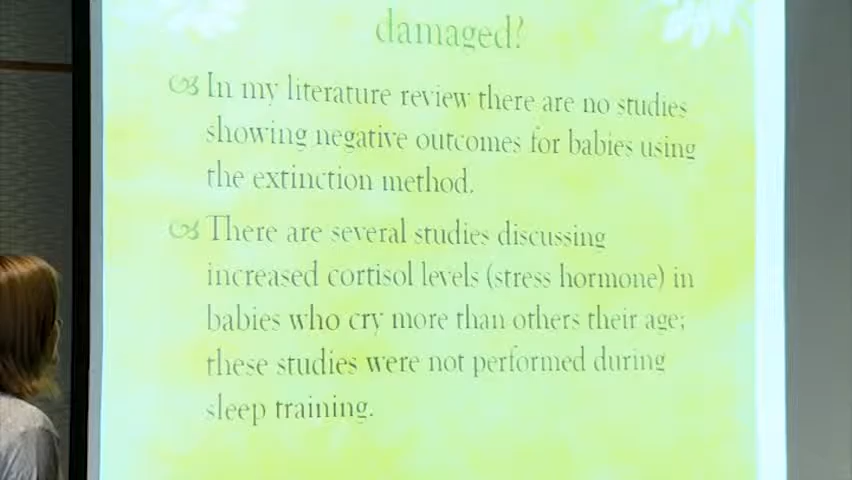 damaged?
In my literature review there are no studies
showing negative outcomes for babies using
the extinction method.
There are several studies discussing
increased cortisol levels (stress hormone) in
babies who cry more than others their age;
these studies were not performed during
sleep training.